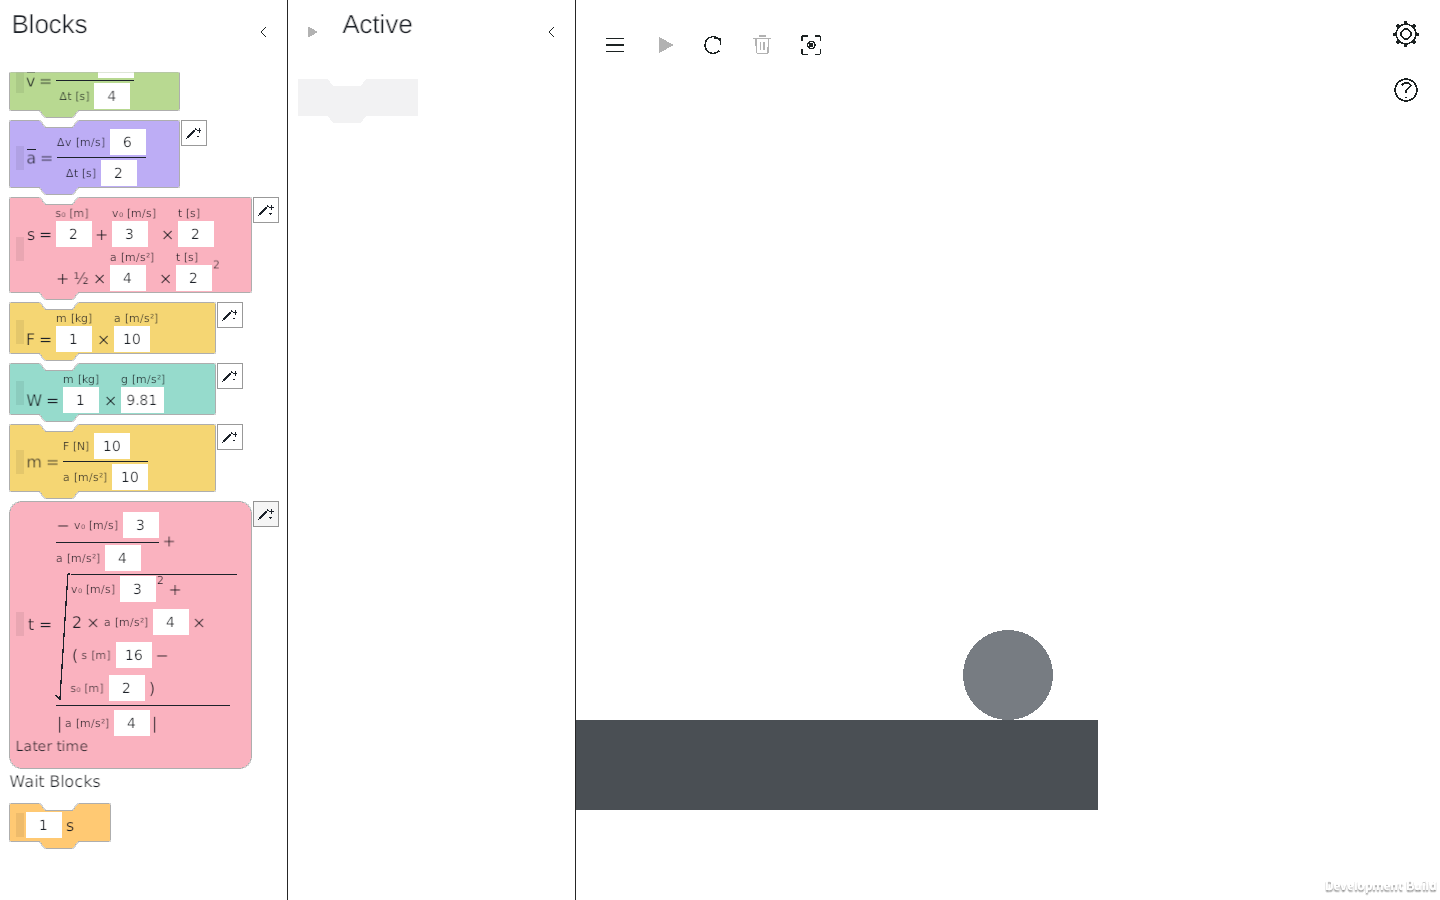 Blocks
Active
v =
Δt [s] 4
a = Δv [m/s] 6
Δt [s] 2
s₀ [m] v₀ [m/s] t [s]
s = 2 + 3 × 2
a [m/s²] t [s]
+ ½ × 4 × 2 2
m [kg] a [m/s²]
F = 1 × 10
m [kg] g [m/s²]
W = 1 × 9.81
m = F [N] 10
a [m/s²] 10
− v₀ [m/s] 3 +
a [m/s²] 4
t = √ v₀ [m/s] 3 2 +
2 × a [m/s²] 4 ×
( s [m] 16 −
s₀ [m] 2 )
| a [m/s²] 4 |
Later time
Wait Blocks
1 s
Development Build